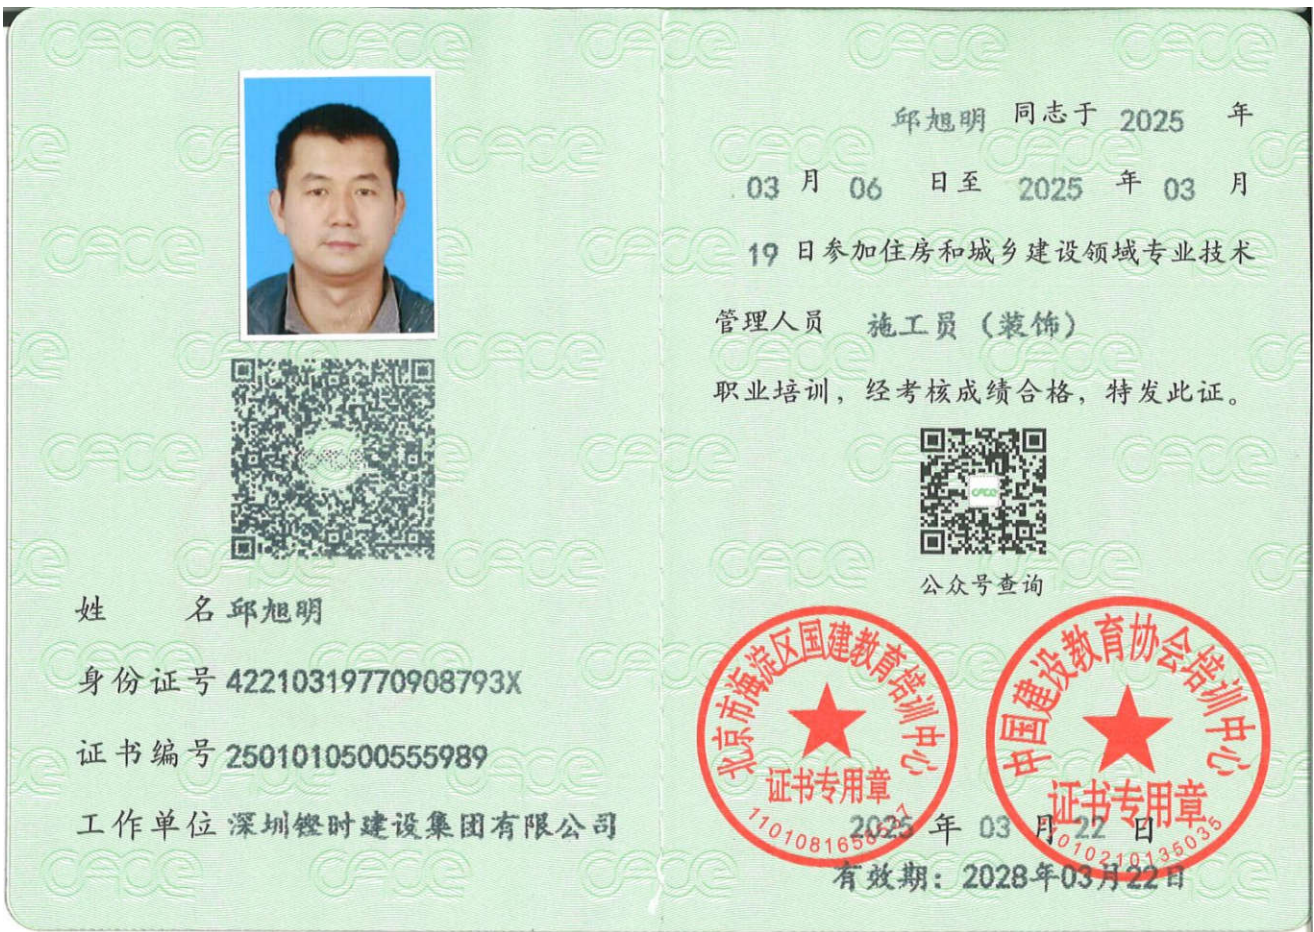 姓 名 邱旭明
身份证号 42210319770908793X
证书编号 2501010500555989
工作单位 深圳铿时建设集团有限公司
邱旭明 同志于 2025 年
03 月 06 日至 2025 年 03 月
19 日参加住房和城乡建设领域专业技术
管理人员 施工员（装饰）
职业培训，经考核成绩合格，特发此证。
CACE
公众号查询
北京市海淀区国建教育培训中心
证书专用章
中国建设教育协会培训中心
证书专用章
2025 年 03 月 22 日
有效期：2028年03月22日